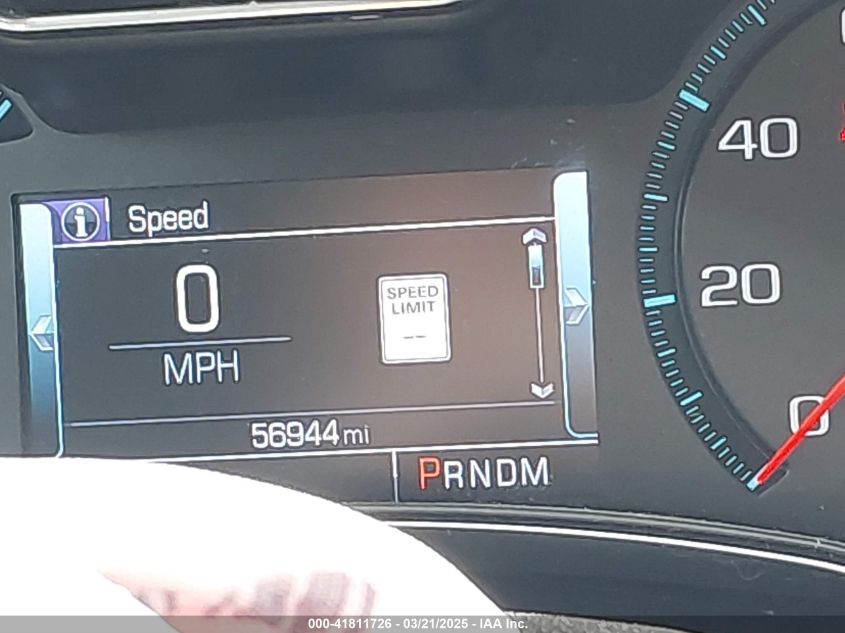 Speed
0
MPH
SPEED
LIMIT
--
56944 mi
PRNDM
40
20
0
000-41811726 - 03/21/2025 - IAA Inc.